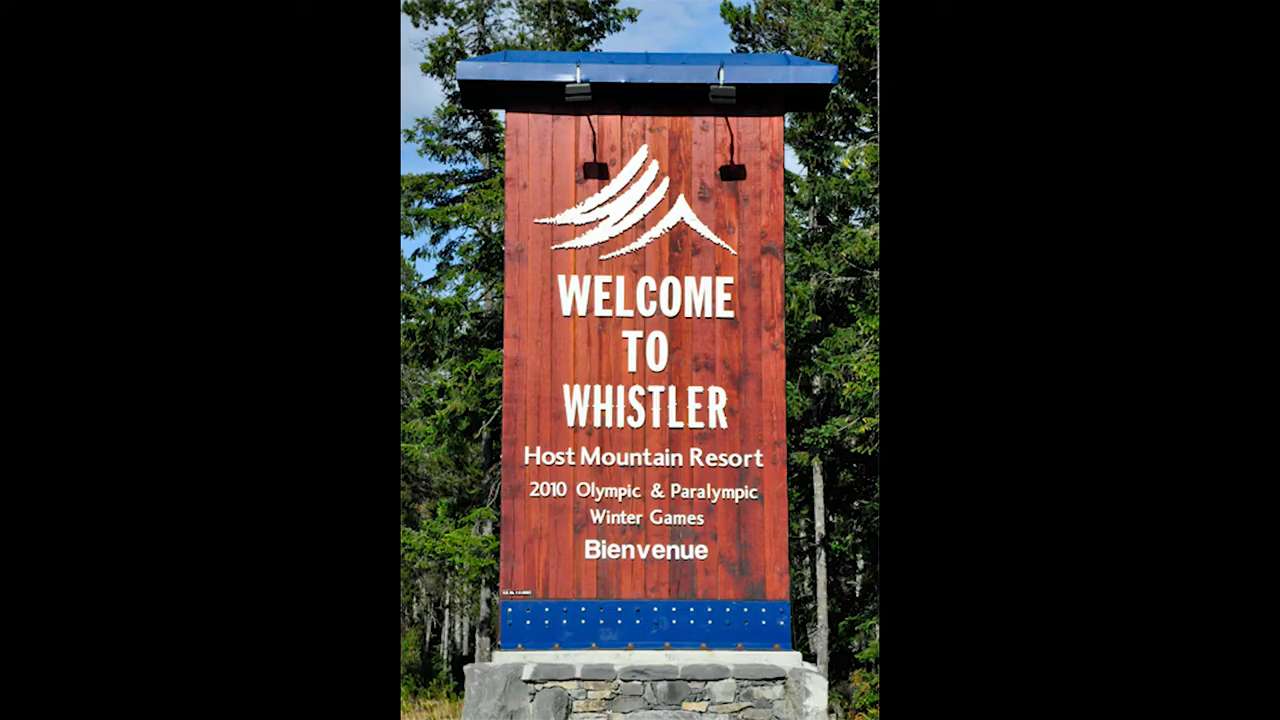 WELCOME
TO
WHISTLER
Host Mountain Resort
2010 Olympic & Paralympic
Winter Games
Bienvenue